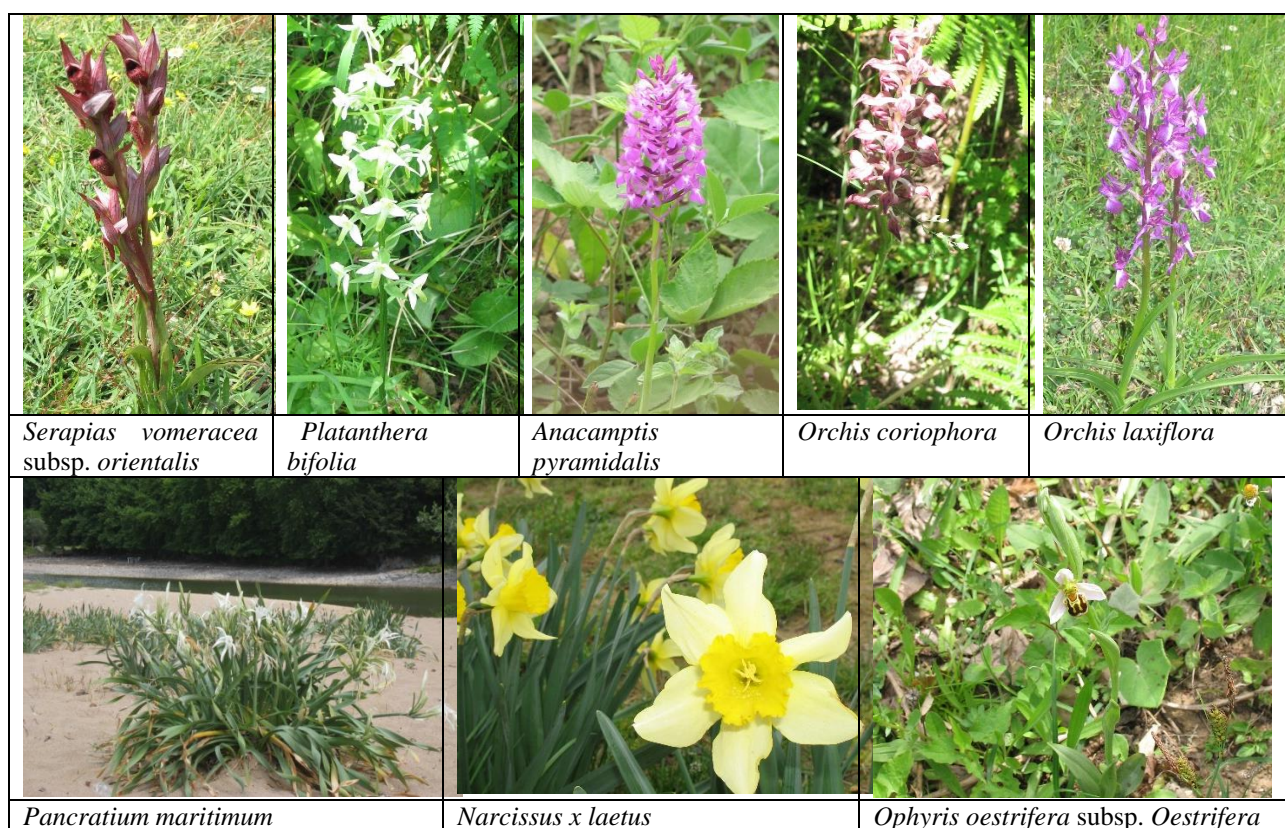 Serapias vomeracea
subsp. orientalis
Platanthera
bifolia
Anacamptis
pyramidalis
Orchis coriophora
Orchis laxiflora
Pancratium maritimum
Narcissus x laetus
Ophyris oestrifera subsp. Oestrifera